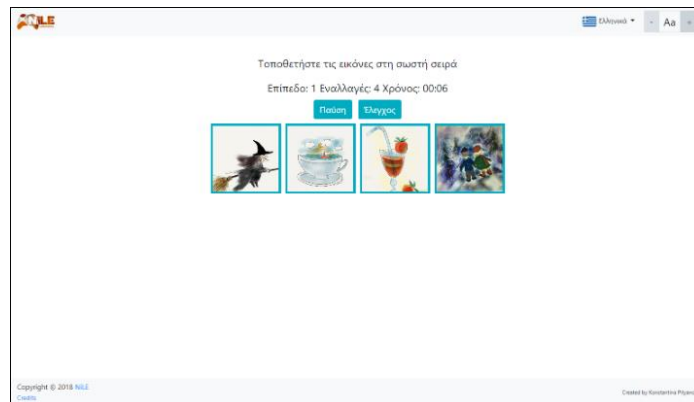 NiLE
Ελληνικά
- Aa +
Τοποθετήστε τις εικόνες στη σωστή σειρά
Επίπεδο: 1 Εναλλαγές: 4 Χρόνος: 00:06
Παύση Έλεγχος
Copyright © 2018 NiLE
Credits
Created by Konstantina